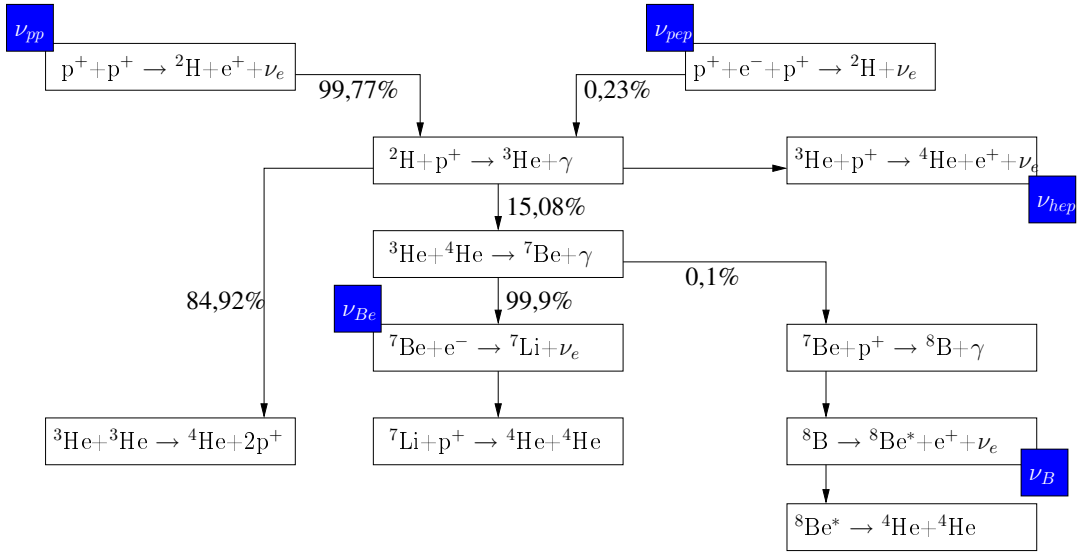 ν_pp
ν_pep
p⁺+p⁺ → ²H+e⁺+ν_e
p⁺+e⁻+p⁺ → ²H+ν_e
99,77%
0,23%
²H+p⁺ → ³He+γ
³He+p⁺ → ⁴He+e⁺+ν_e
ν_hep
15,08%
³He+⁴He → ⁷Be+γ
0,1%
84,92%
99,9%
ν_Be
⁷Be+e⁻ → ⁷Li+ν_e
⁷Be+p⁺ → ⁸B+γ
³He+³He → ⁴He+2p⁺
⁷Li+p⁺ → ⁴He+⁴He
⁸B → ⁸Be*+e⁺+ν_e
ν_B
⁸Be* → ⁴He+⁴He